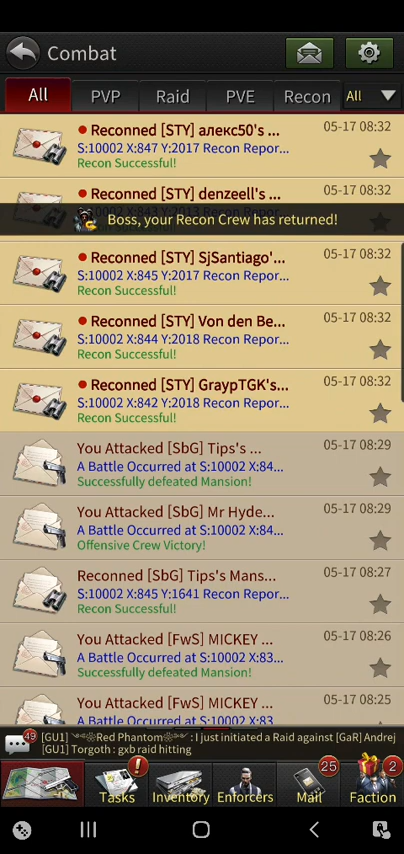 Combat
All
PVP
Raid
PVE
Recon
All
Reconned [STY] алекс50's ...
05-17 08:32
S:10002 X:847 Y:2017 Recon Repor...
Recon Successful!
Reconned [STY] denzeell's ...
05-17 08:32
Boss, your Recon Crew has returned!
Reconned [STY] SjSantiago'...
05-17 08:32
S:10002 X:845 Y:2017 Recon Repor...
Recon Successful!
Reconned [STY] Von den Be...
05-17 08:32
S:10002 X:844 Y:2018 Recon Repor...
Recon Successful!
Reconned [STY] GraypTGK's...
05-17 08:32
S:10002 X:842 Y:2018 Recon Repor...
Recon Successful!
You Attacked [SbG] Tips's ...
05-17 08:29
A Battle Occurred at S:10002 X:84...
Successfully defeated Mansion!
You Attacked [SbG] Mr Hyde...
05-17 08:29
A Battle Occurred at S:10002 X:84...
Offensive Crew Victory!
Reconned [SbG] Tips's Mans...
05-17 08:27
S:10002 X:845 Y:1641 Recon Repor...
Recon Successful!
You Attacked [FwS] MICKEY ...
05-17 08:26
A Battle Occurred at S:10002 X:83...
Successfully defeated Mansion!
You Attacked [FwS] MICKEY ...
05-17 08:25
A Battle Occurred at S:10002 X:83
49
[GU1] Red Phantom : I just initiated a Raid against [GaR] Andrej
[GU1] Torgoth : gxb raid hitting
!
25
2
Tasks
Inventory
Enforcers
Mail
Faction